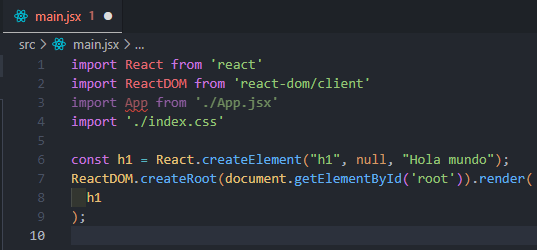 main.jsx 1
src > main.jsx > ...
1 import React from 'react'
2 import ReactDOM from 'react-dom/client'
3 import App from './App.jsx'
4 import './index.css'
5
6 const h1 = React.createElement("h1", null, "Hola mundo");
7 ReactDOM.createRoot(document.getElementById('root')).render(
8 h1
9 );
10